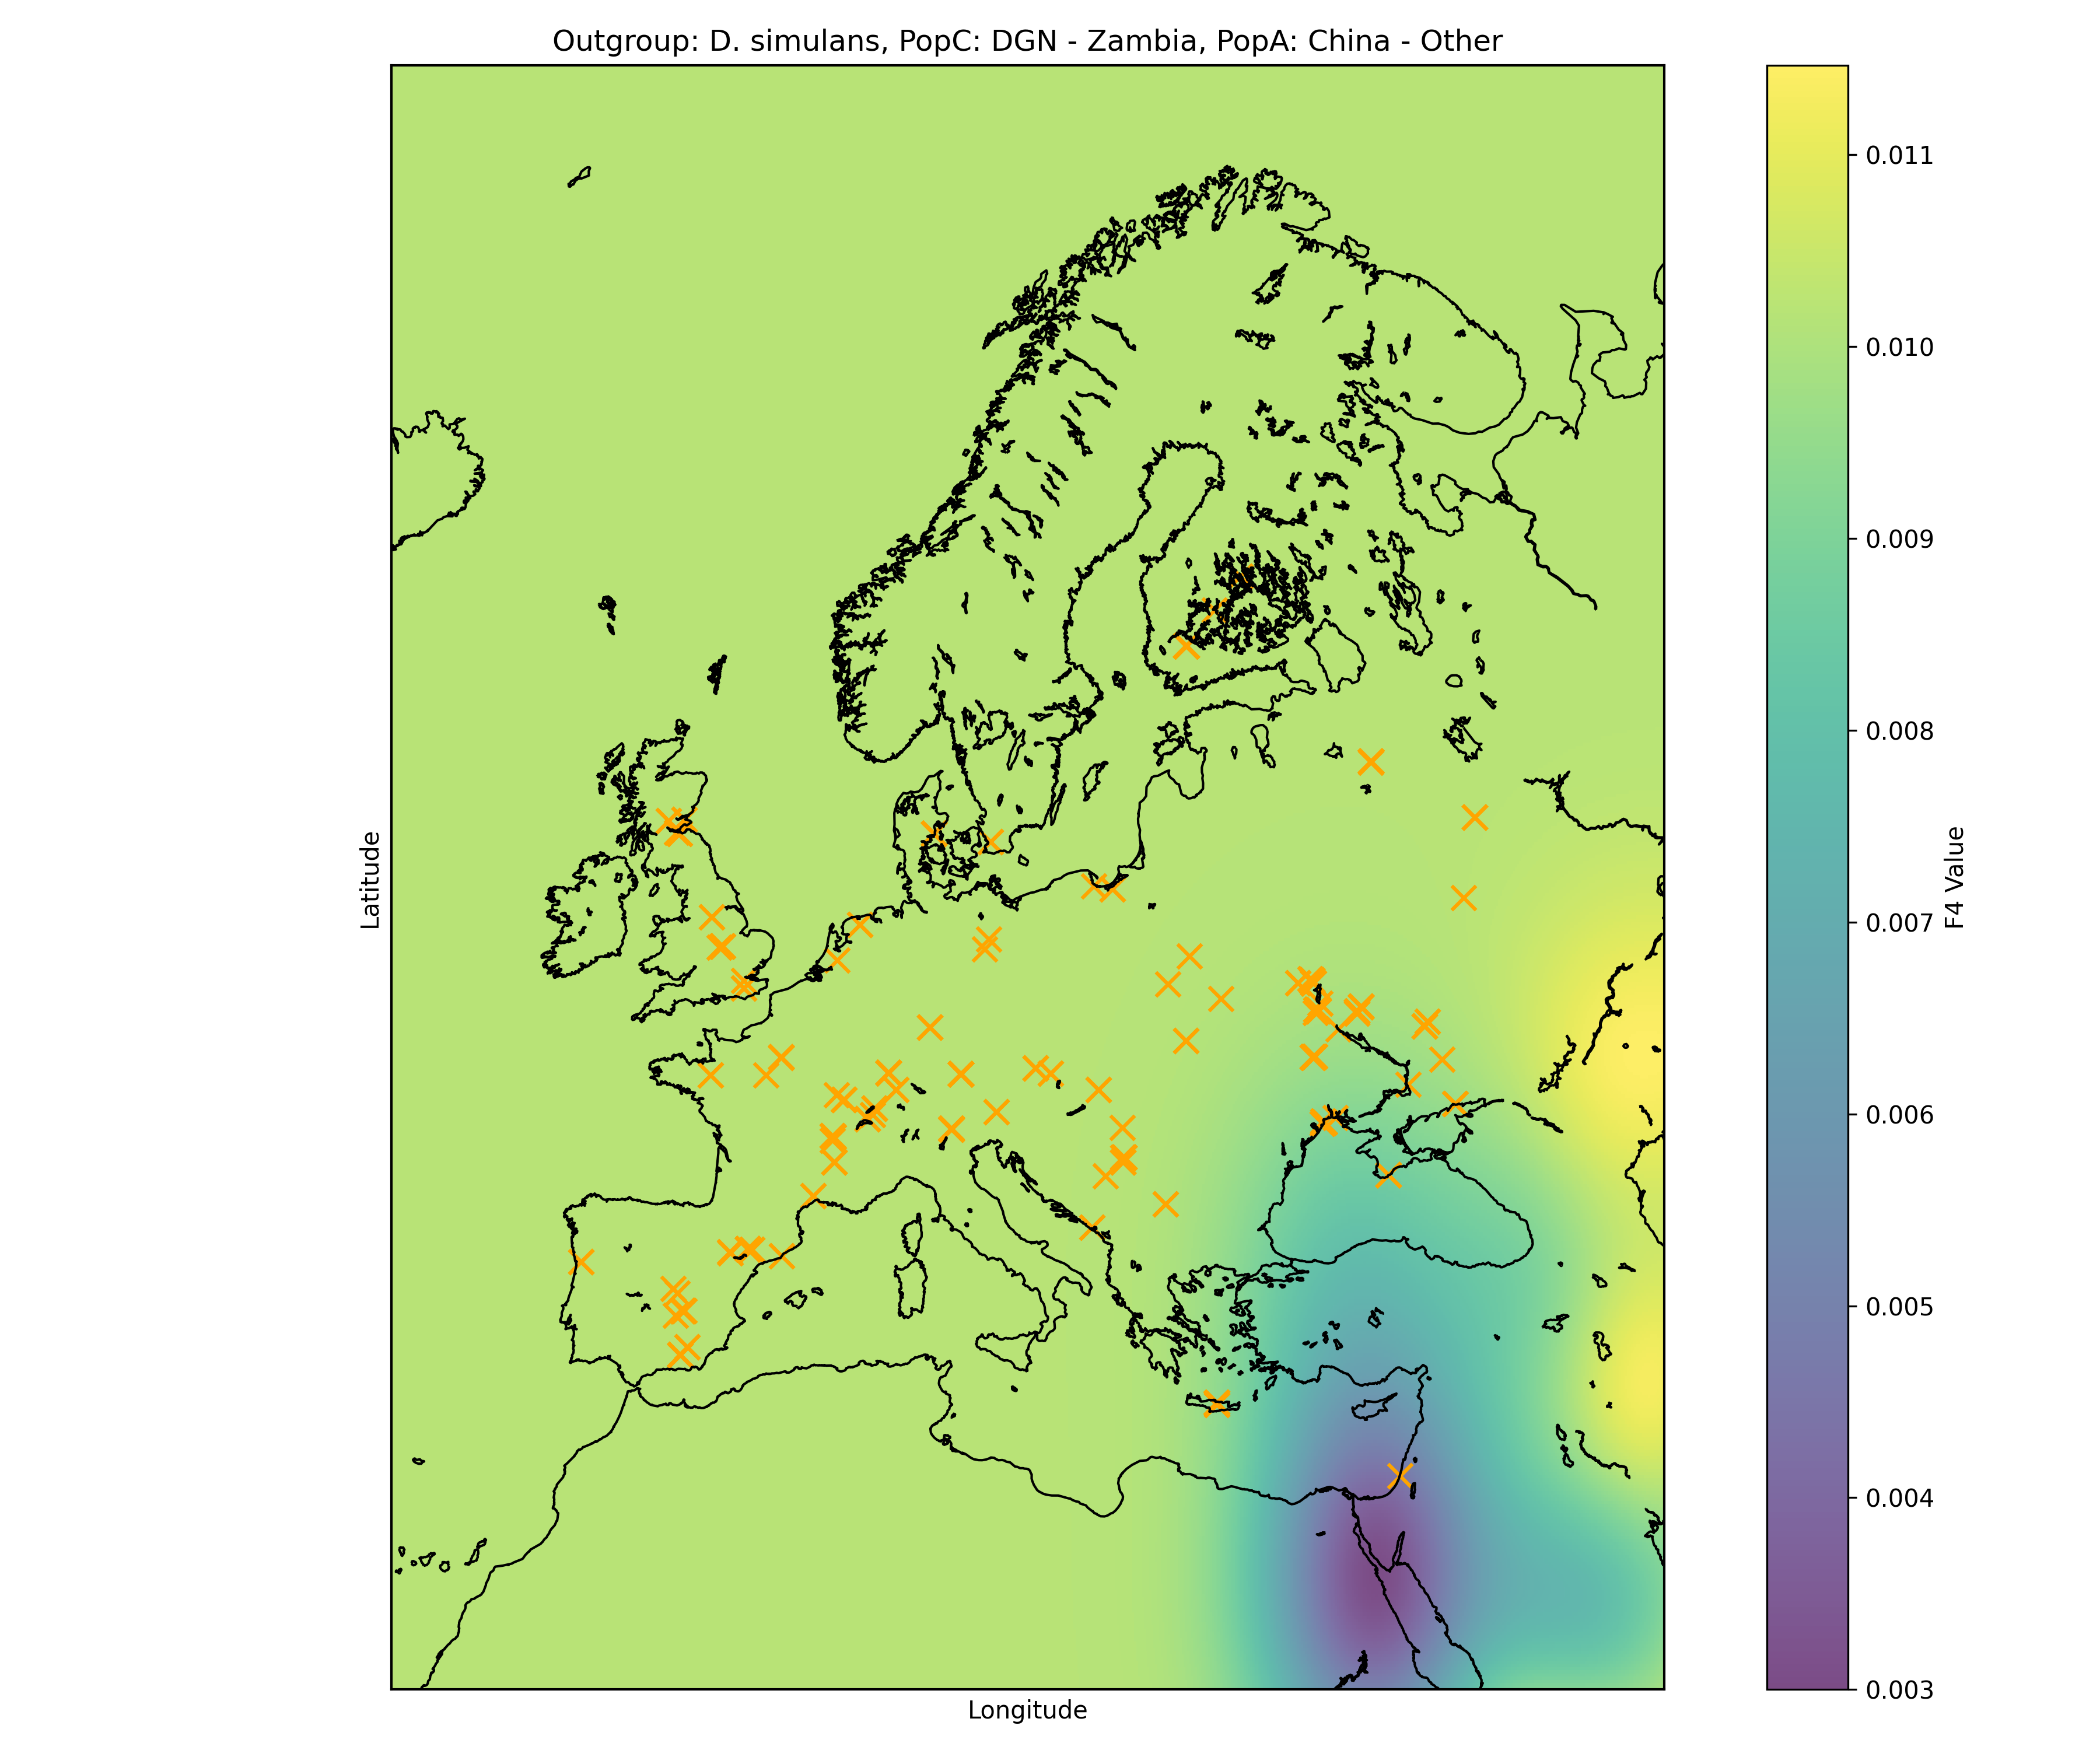 Outgroup: D. simulans, PopC: DGN - Zambia, PopA: China - Other
Latitude
Longitude
0.011
0.010
0.009
0.008
0.007
0.006
0.005
0.004
0.003
F4 Value